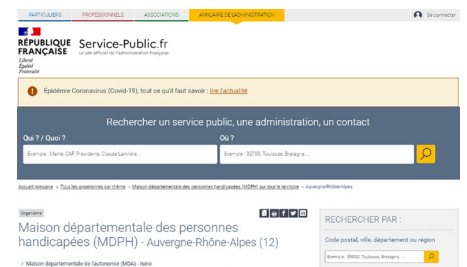 PARTICULIERS PROFESSIONNELS ASSOCIATIONS ANNUAIRE DE L'ADMINISTRATION Se connecter
RÉPUBLIQUE
FRANÇAISE
Liberté
Égalité
Fraternité
Service-Public.fr
Le site officiel de l'administration française
Épidémie Coronavirus (Covid-19), tout ce qu'il faut savoir : lire l'actualité
Rechercher un service public, une administration, un contact
Qui ? / Quoi ? Où ?
Exemple : Mairie, CAF, Présidente, Claude Larivière... Exemple : 33700, Toulouse, Bretagne...
Accueil Annuaire > Tous les organismes par thème > Maison départementale des personnes handicapées (MDPH) sur tout le territoire > Auvergne-Rhône-Alpes
Organisme
Maison départementale des personnes
handicapées (MDPH) - Auvergne-Rhône-Alpes (12)
> Maison départementale de l'autonomie (MDA) - Isère
RECHERCHER PAR :
Code postal, ville, département ou région
Exemple : 39000, Toulouse, Bretagne, ...